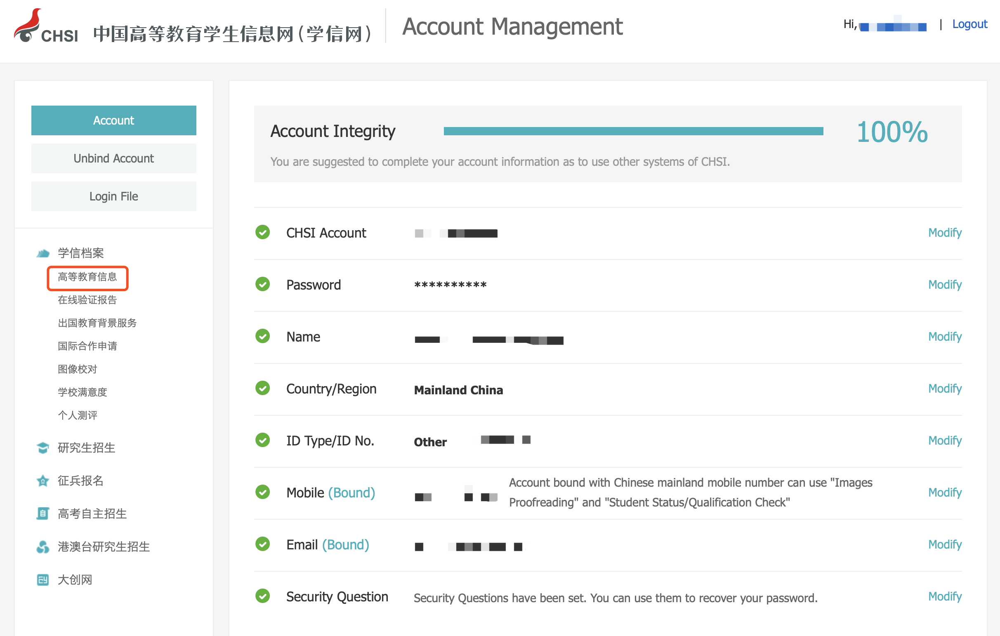 CHSI 中国高等教育学生信息网(学信网)
Account Management
Hi,
|
Logout
Account
Unbind Account
Login File
学信档案
高等教育信息
在线验证报告
出国教育背景服务
国际合作申请
图像校对
学校满意度
个人测评
研究生招生
征兵报名
高考自主招生
港澳台研究生招生
大创网
Account Integrity
100%
You are suggested to complete your account information as to use other systems of CHSI.
CHSI Account
Modify
Password
**********
Modify
Name
Modify
Country/Region
Mainland China
Modify
ID Type/ID No.
Other
Modify
Mobile (Bound)
Account bound with Chinese mainland mobile number can use "Images
Proofreading" and "Student Status/Qualification Check"
Modify
Email (Bound)
Modify
Security Question
Security Questions have been set. You can use them to recover your password.
Modify